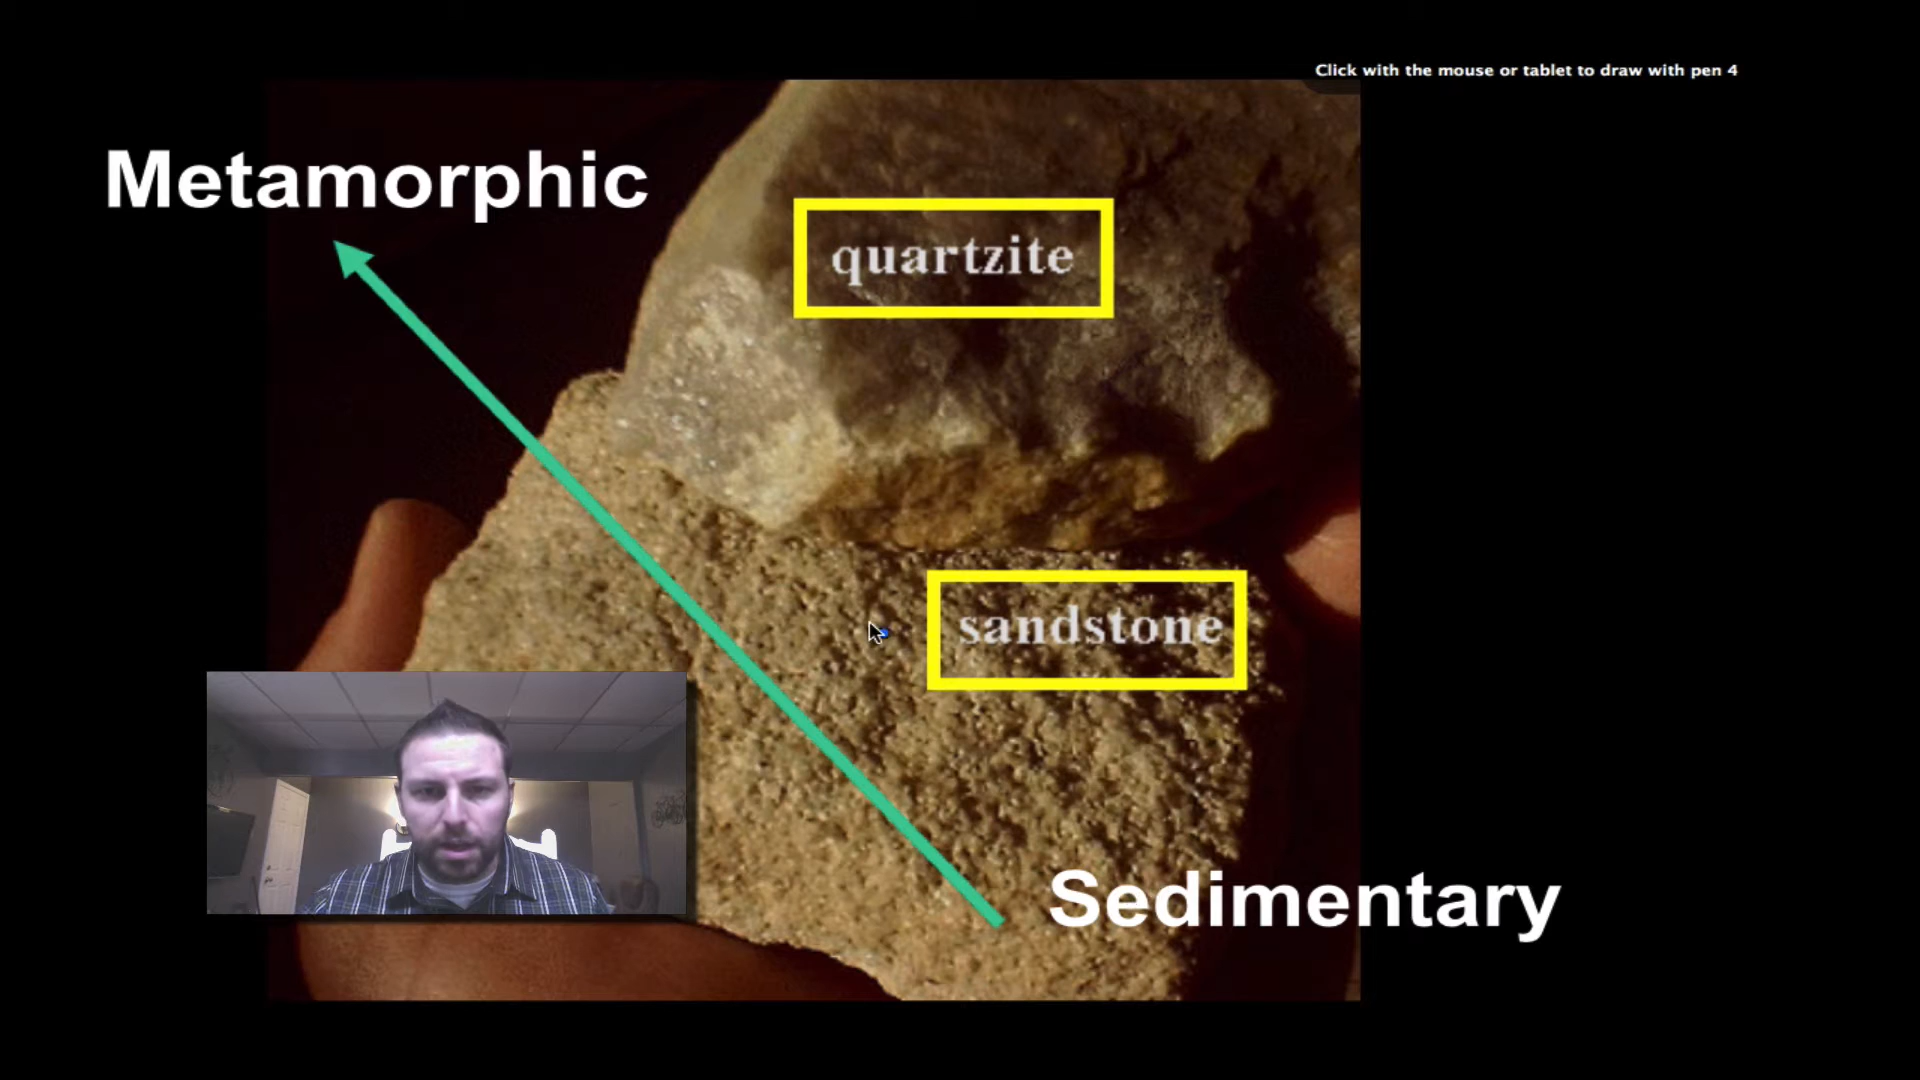 Click with the mouse or tablet to draw with pen 4
Metamorphic
quartzite
sandstone
Sedimentary